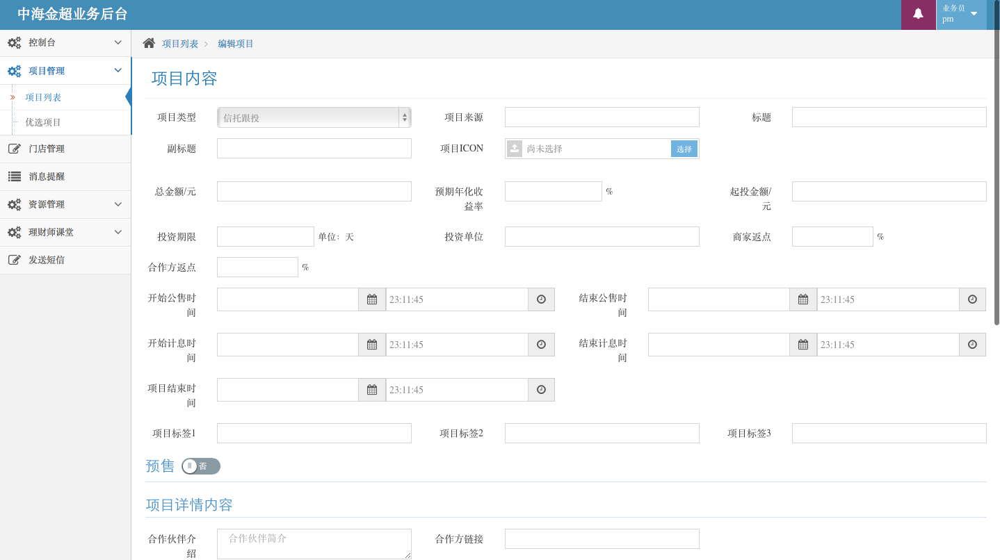 中海金超业务后台
业务员
pm
控制台
项目管理
项目列表
优选项目
门店管理
消息提醒
资源管理
理财师课堂
发送短信
项目列表
编辑项目
项目内容
项目类型
信托跟投
项目来源
标题
副标题
项目ICON
尚未选择
选择
总金额/元
预期年化收
益率
%
起投金额/
元
投资期限
单位：天
投资单位
商家返点
%
合作方返点
%
开始公售时
间
23:11:45
结束公售时
间
23:11:45
开始计息时
间
23:11:45
结束计息时
间
23:11:45
项目结束时
间
23:11:45
项目标签1
项目标签2
项目标签3
预售
否
项目详情内容
合作伙伴介
绍
合作伙伴简介
合作方链接